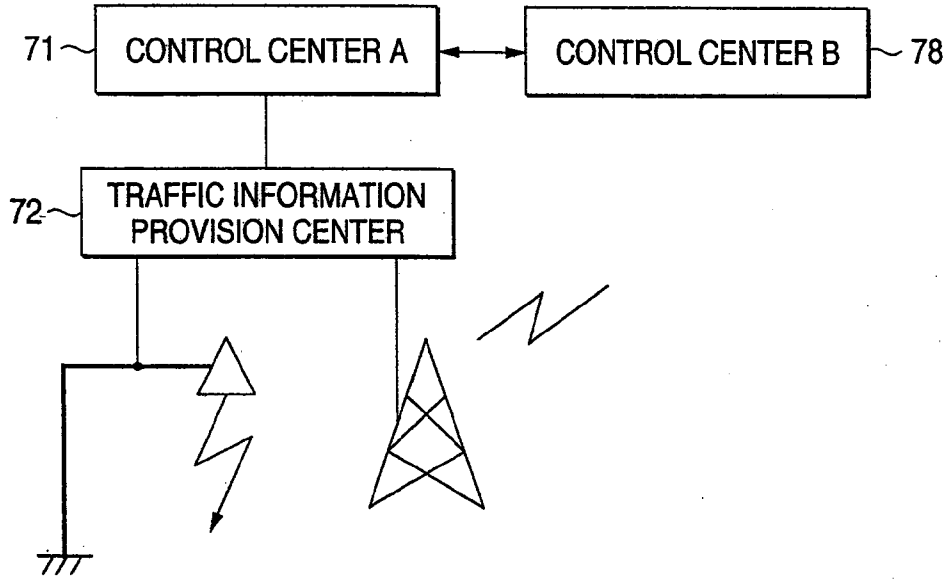 71 CONTROL CENTER A CONTROL CENTER B 78
72 TRAFFIC INFORMATION
PROVISION CENTER